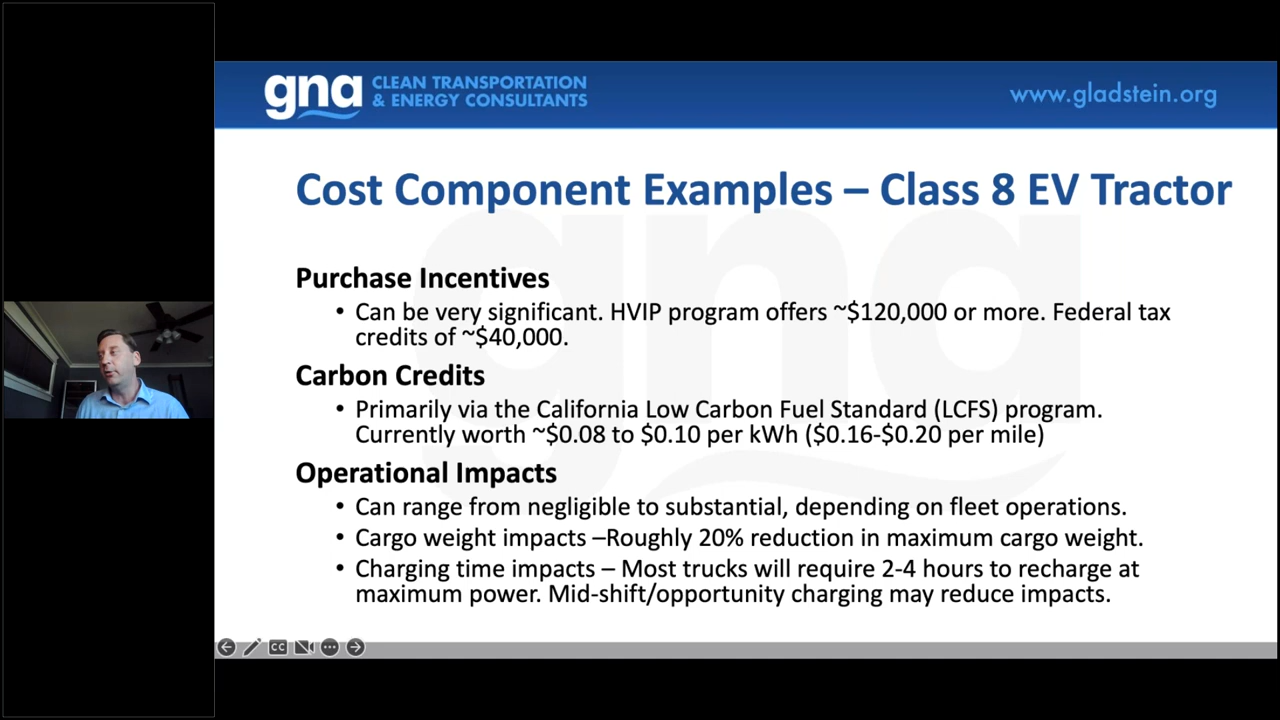 gna CLEAN TRANSPORTATION
& ENERGY CONSULTANTS
www.gladstein.org
Cost Component Examples – Class 8 EV Tractor
Purchase Incentives
• Can be very significant. HVIP program offers ~$120,000 or more. Federal tax
credits of ~$40,000.
Carbon Credits
• Primarily via the California Low Carbon Fuel Standard (LCFS) program.
Currently worth ~$0.08 to $0.10 per kWh ($0.16-$0.20 per mile)
Operational Impacts
• Can range from negligible to substantial, depending on fleet operations.
• Cargo weight impacts –Roughly 20% reduction in maximum cargo weight.
• Charging time impacts – Most trucks will require 2-4 hours to recharge at
maximum power. Mid-shift/opportunity charging may reduce impacts.
gna
CC